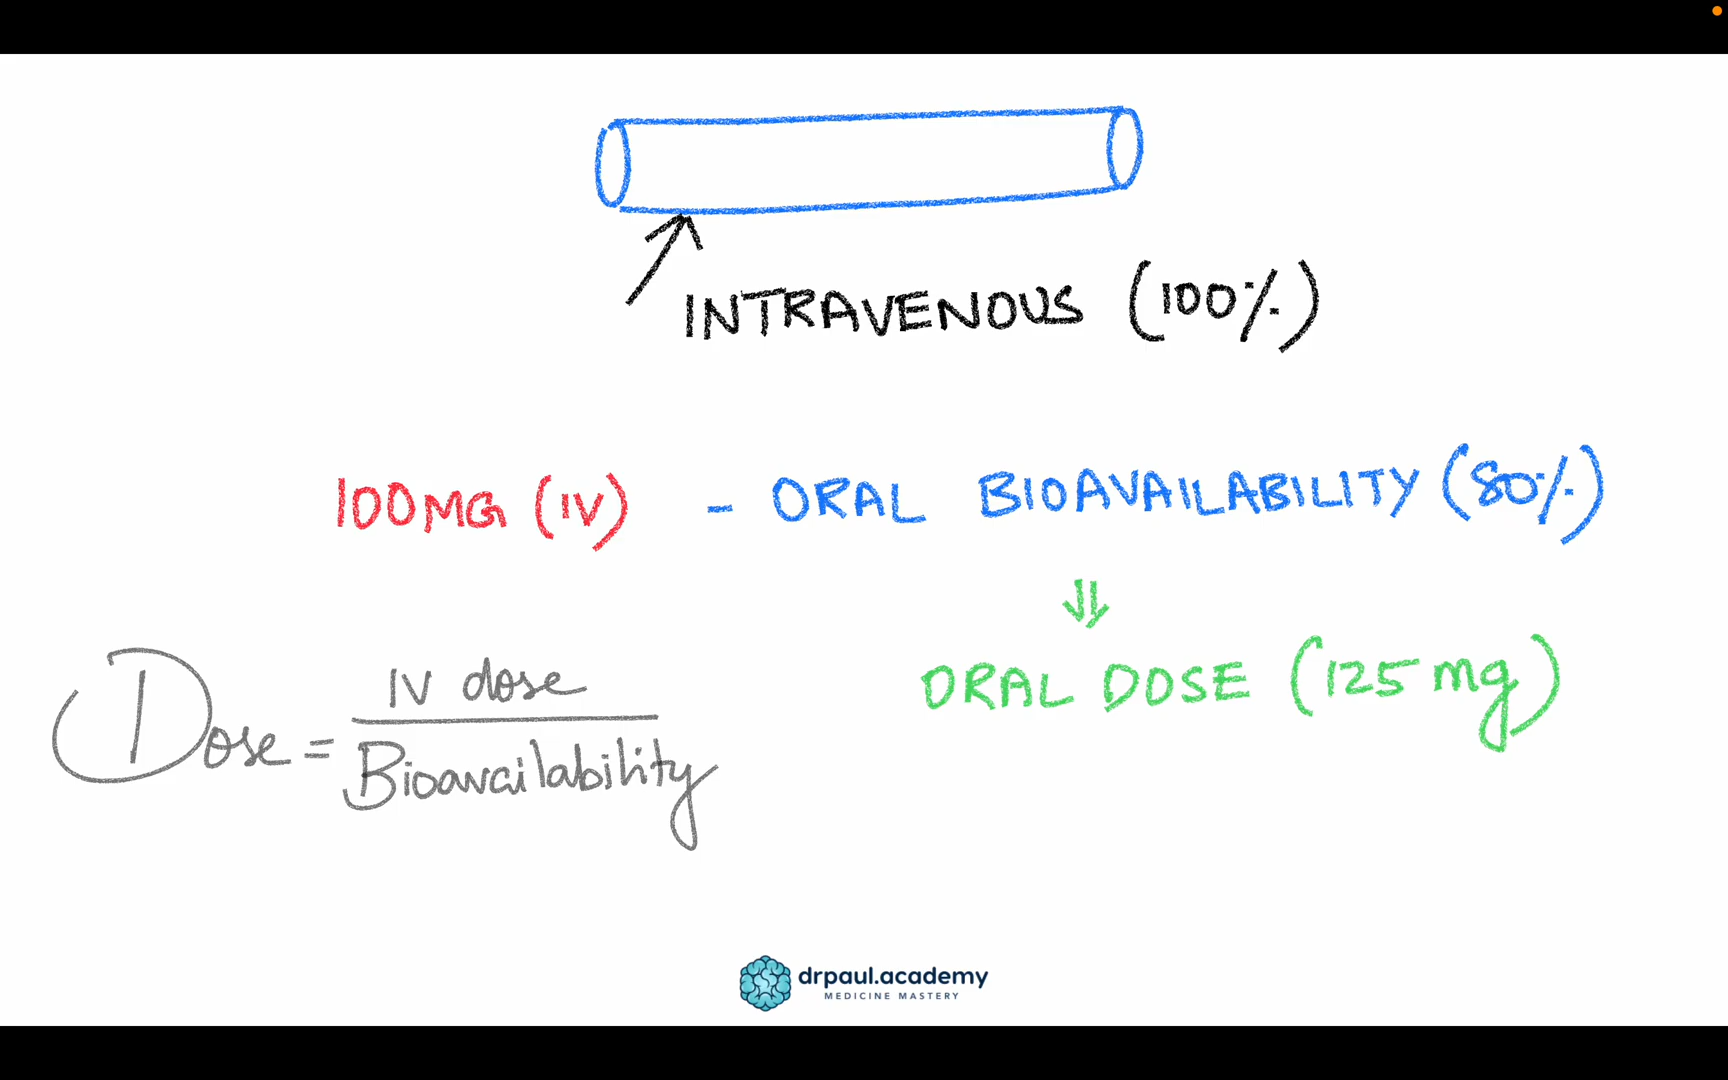 INTRAVENOUS (100%)
100MG (IV) - ORAL BIOAVAILABILITY (80%)
⇓
ORAL DOSE (125 mg)
Dose = IV dose
Bioavailability
drpaul.academy
MEDICINE MASTERY